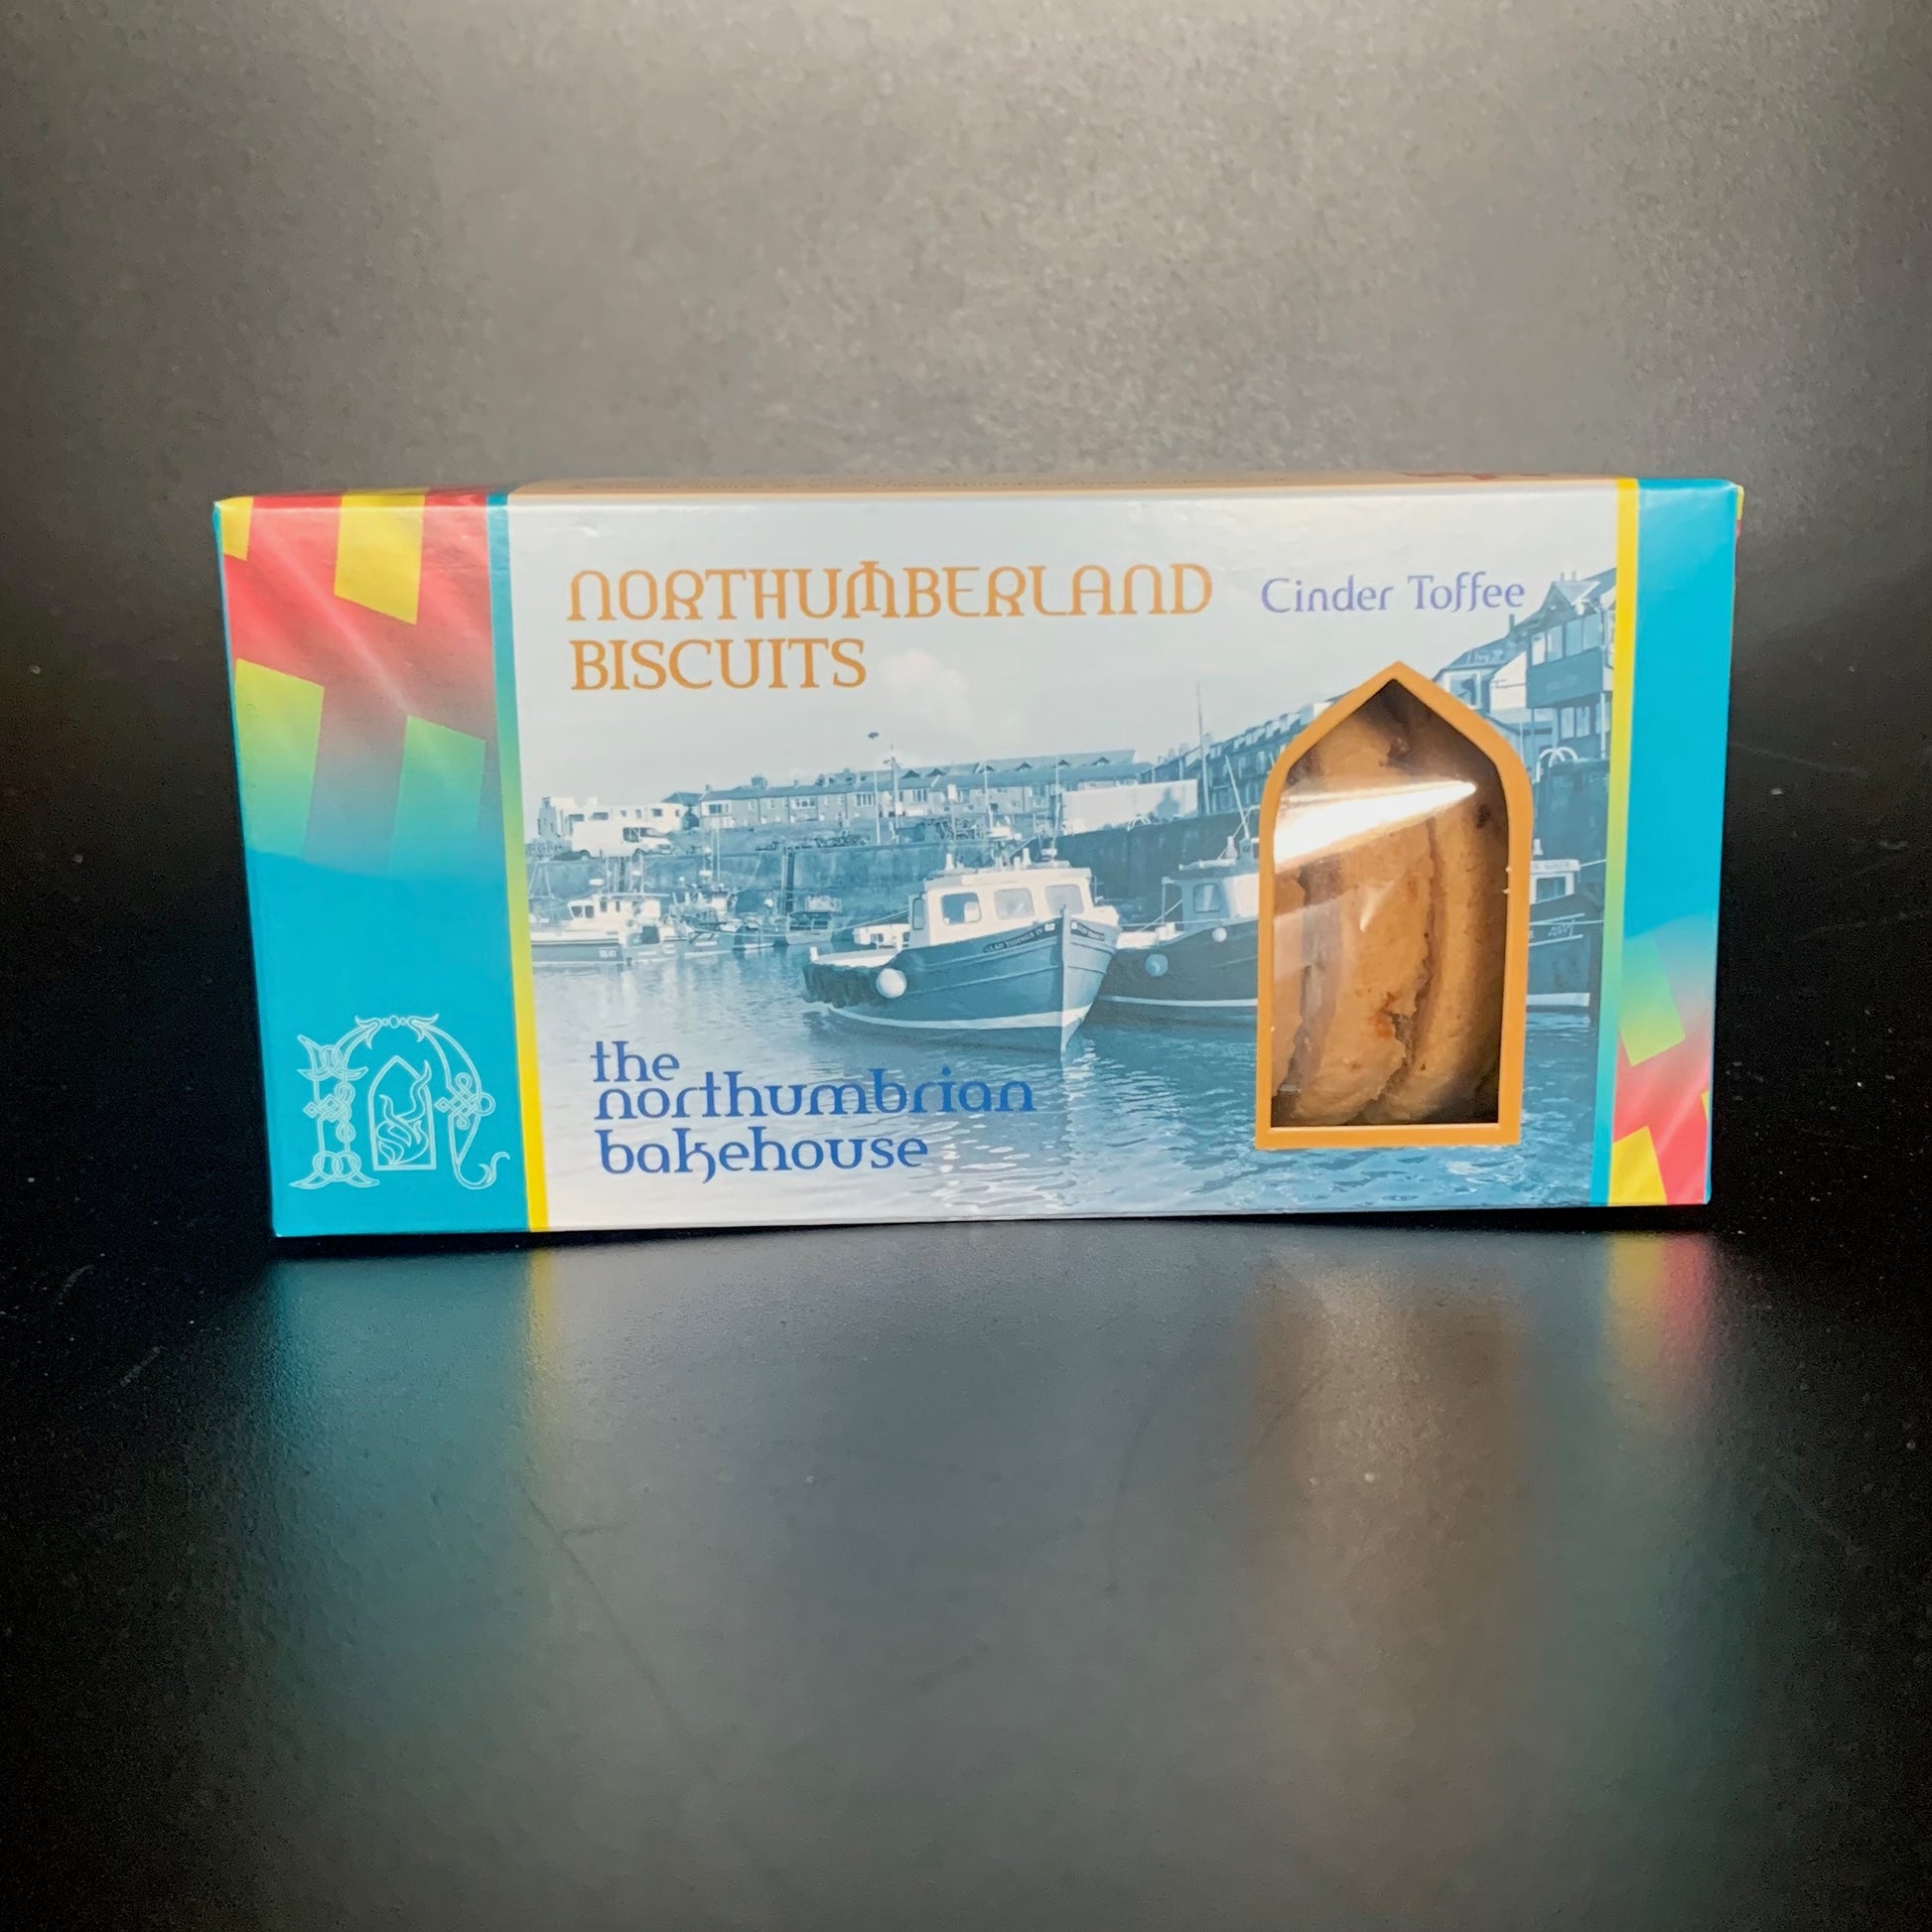 NORTHUMBERLAND
BISCUITS
Cinder Toffee
the
northumbrian
bakehouse